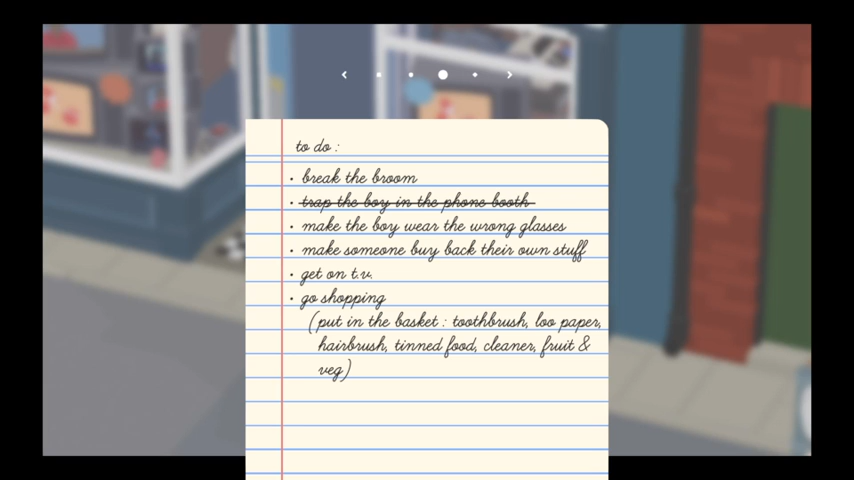 to do :
• break the broom
• trap the boy in the phone booth
• make the boy wear the wrong glasses
• make someone buy back their own stuff
• get on t.v.
• go shopping
(put in the basket : toothbrush, loo paper,
hairbrush, tinned food, cleaner, fruit &
veg)